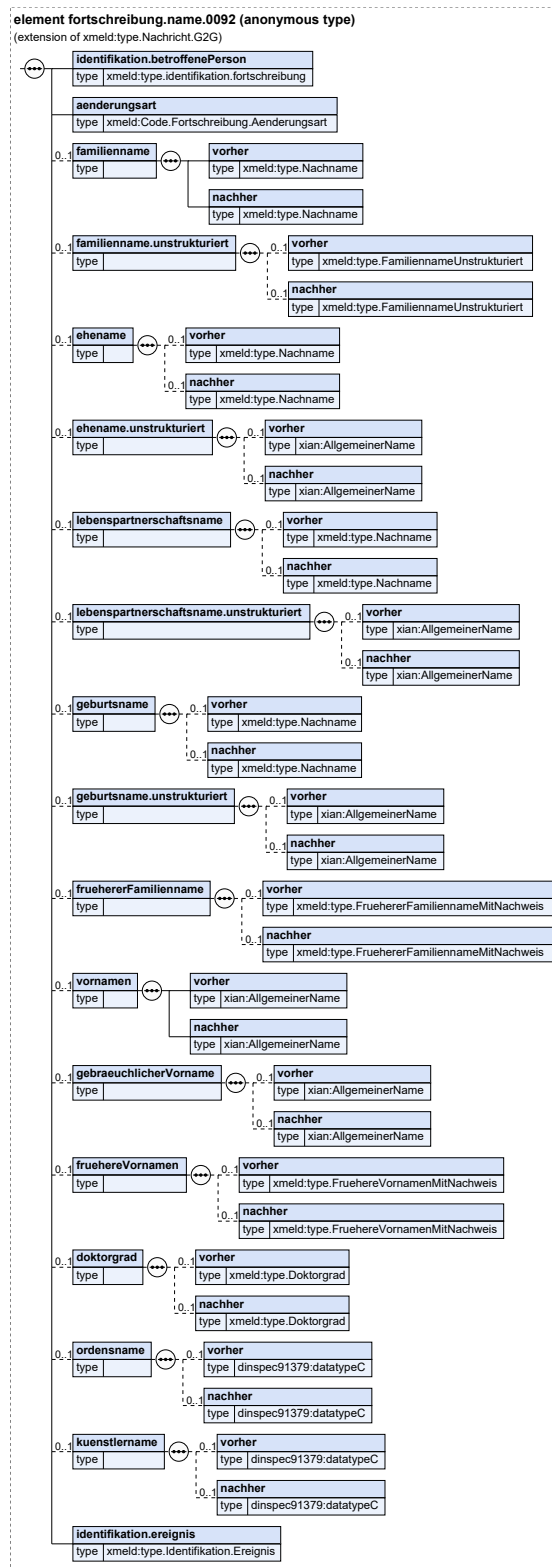 element fortschreibung.name.0092 (anonymous type)
(extension of xmeld:type.Nachricht.G2G)
identifikation.betroffenePerson
type xmeld:type.identifikation.fortschreibung
aenderungsart
type xmeld:Code.Fortschreibung.Aenderungsart
0..1 familienname
type
vorher
type xmeld:type.Nachname
nachher
type xmeld:type.Nachname
0..1 familienname.unstrukturiert
type
0..1 vorher
type xmeld:type.FamiliennameUnstrukturiert
0..1 nachher
type xmeld:type.FamiliennameUnstrukturiert
0..1 ehename
type
0..1 vorher
type xmeld:type.Nachname
0..1 nachher
type xmeld:type.Nachname
0..1 ehename.unstrukturiert
type
0..1 vorher
type xian:AllgemeinerName
0..1 nachher
type xian:AllgemeinerName
0..1 lebenspartnerschaftsname
type
0..1 vorher
type xmeld:type.Nachname
0..1 nachher
type xmeld:type.Nachname
0..1 lebenspartnerschaftsname.unstrukturiert
type
0..1 vorher
type xian:AllgemeinerName
0..1 nachher
type xian:AllgemeinerName
0..1 geburtsname
type
0..1 vorher
type xmeld:type.Nachname
0..1 nachher
type xmeld:type.Nachname
0..1 geburtsname.unstrukturiert
type
0..1 vorher
type xian:AllgemeinerName
0..1 nachher
type xian:AllgemeinerName
0..1 fruehererFamilienname
type
0..1 vorher
type xmeld:type.FruehererFamiliennameMitNachweis
0..1 nachher
type xmeld:type.FruehererFamiliennameMitNachweis
0..1 vornamen
type
vorher
type xian:AllgemeinerName
nachher
type xian:AllgemeinerName
0..1 gebraeuchlicherVorname
type
0..1 vorher
type xian:AllgemeinerName
0..1 nachher
type xian:AllgemeinerName
0..1 fruehereVornamen
type
0..1 vorher
type xmeld:type.FruehereVornamenMitNachweis
0..1 nachher
type xmeld:type.FruehereVornamenMitNachweis
0..1 doktorgrad
type
0..1 vorher
type xmeld:type.Doktorgrad
0..1 nachher
type xmeld:type.Doktorgrad
0..1 ordensname
type
0..1 vorher
type dinspec91379:datatypeC
0..1 nachher
type dinspec91379:datatypeC
0..1 kuenstlername
type
0..1 vorher
type dinspec91379:datatypeC
0..1 nachher
type dinspec91379:datatypeC
identifikation.ereignis
type xmeld:type.Identifikation.Ereignis